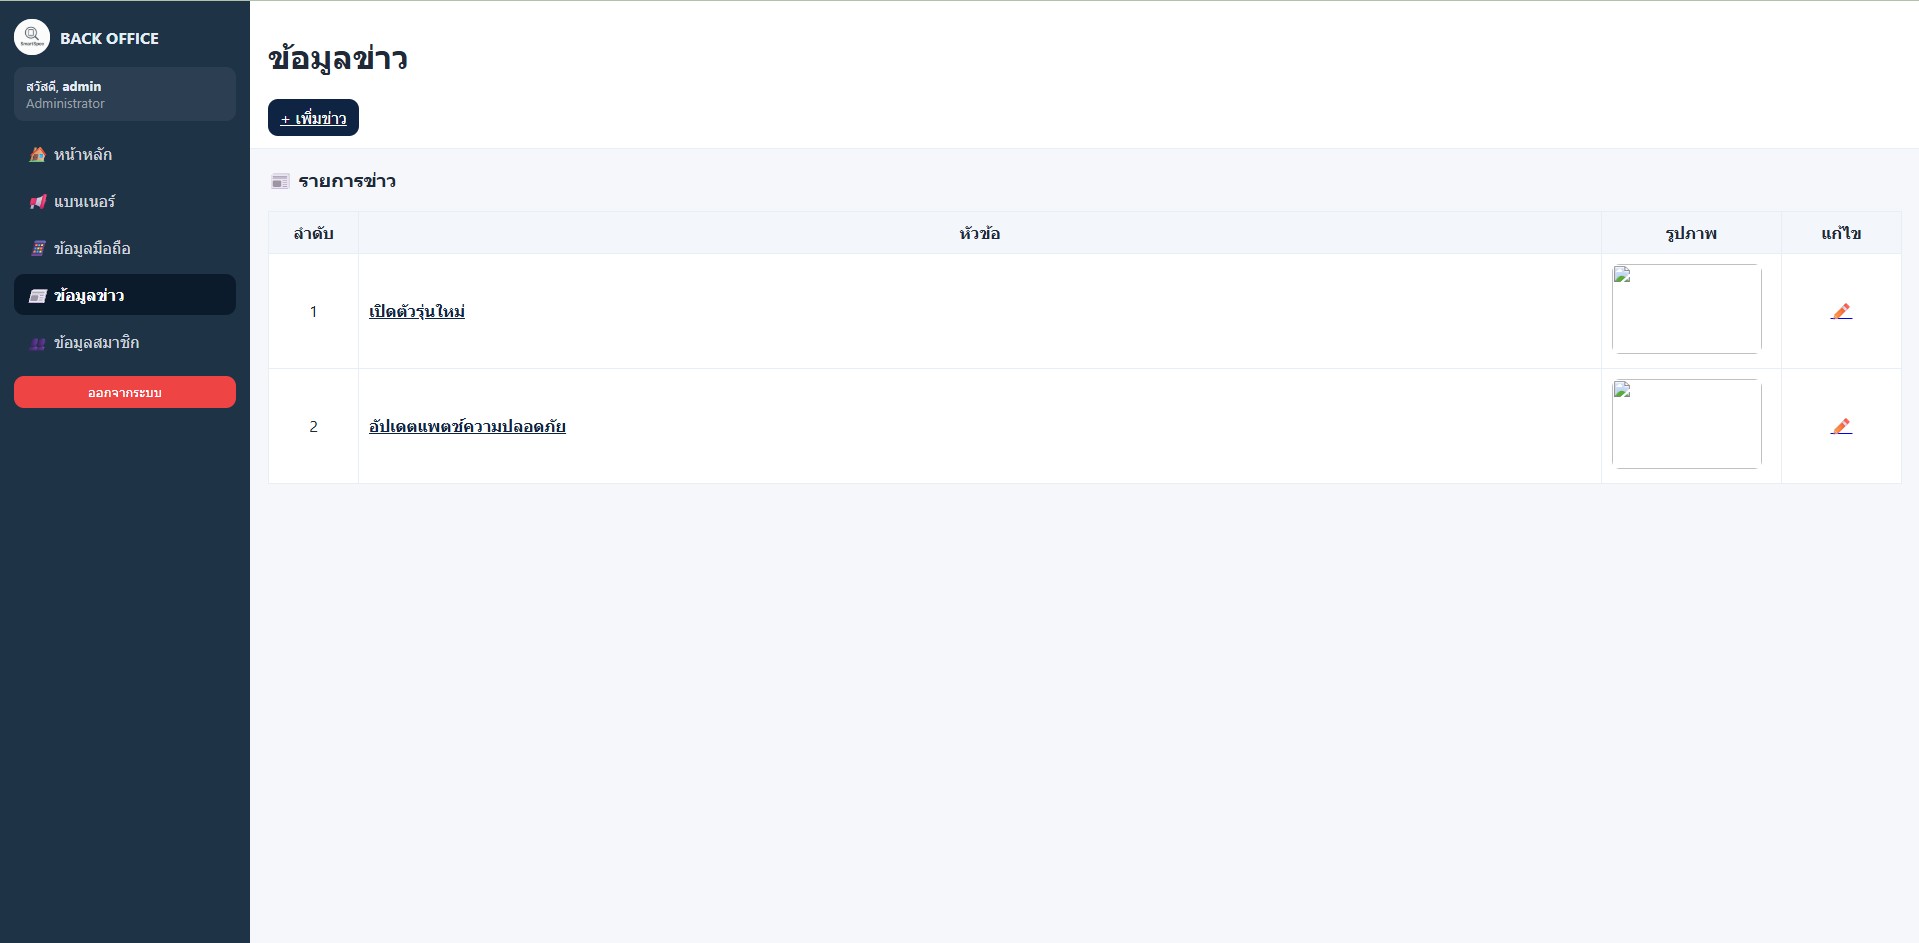 BACK OFFICE
สวัสดี, admin
Administrator
หน้าหลัก
แบนเนอร์
ข้อมูลมือถือ
ข้อมูลข่าว
ข้อมูลสมาชิก
ออกจากระบบ
ข้อมูลข่าว
+ เพิ่มข่าว
รายการข่าว
ลำดับ หัวข้อ รูปภาพ แก้ไข
1 เปิดตัวรุ่นใหม่
2 อัปเดตแพตช์ความปลอดภัย